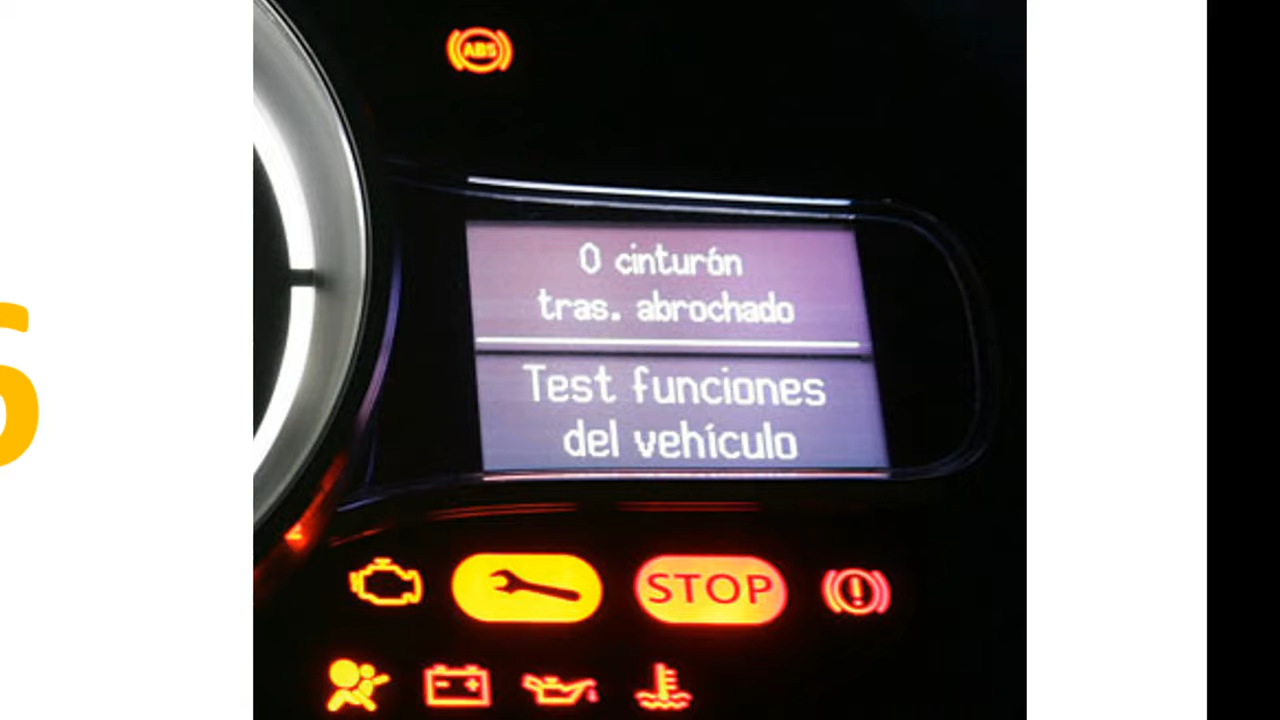 ABS
0 cinturón
tras. abrochado
Test funciones
del vehículo
STOP